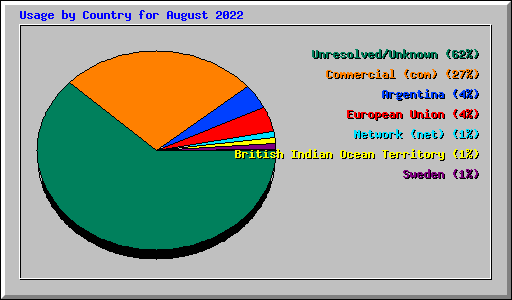 Usage by Country for August 2022
Unresolved/Unknown (62%)
Commercial (com) (27%)
Argentina (4%)
European Union (4%)
Network (net) (1%)
British Indian Ocean Territory (1%)
Sweden (1%)